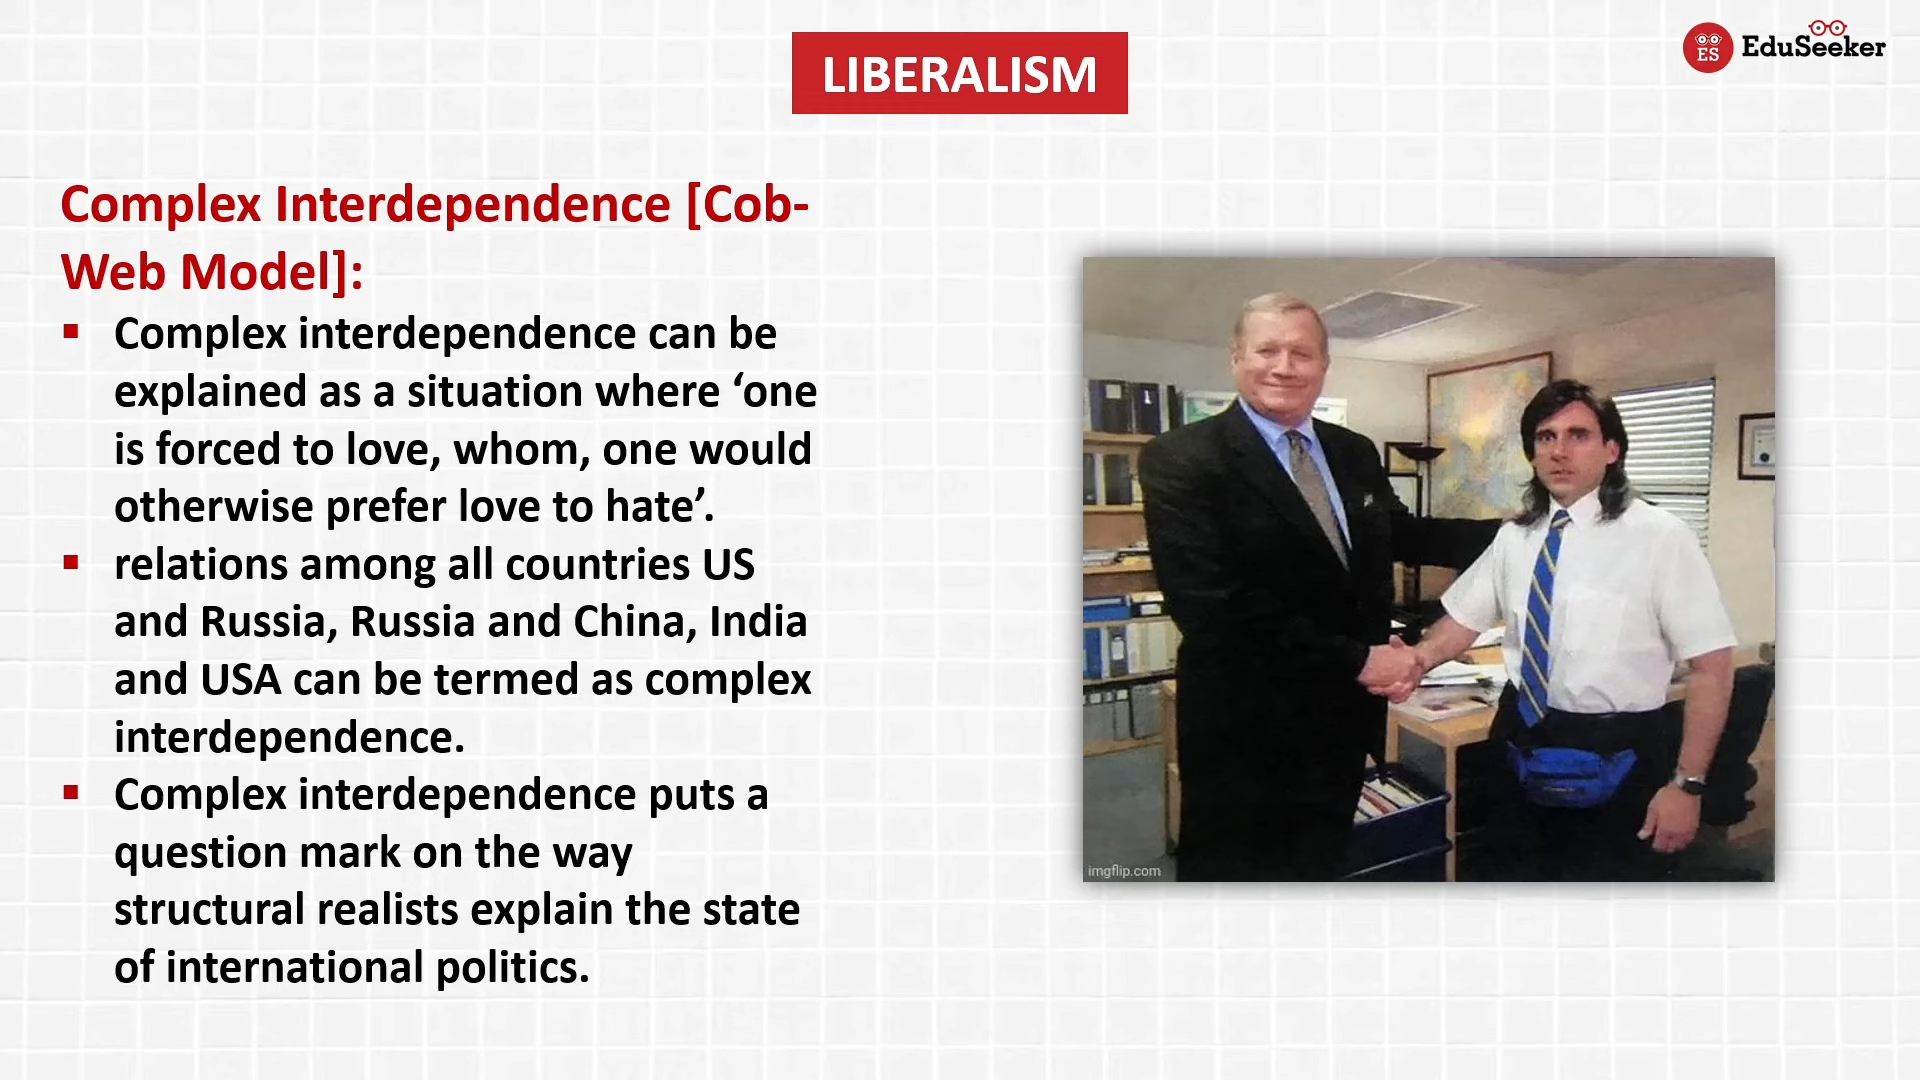 LIBERALISM
ES
EduSeeker
Complex Interdependence [Cob-
Web Model]:
▪ Complex interdependence can be
explained as a situation where ‘one
is forced to love, whom, one would
otherwise prefer love to hate’.
▪ relations among all countries US
and Russia, Russia and China, India
and USA can be termed as complex
interdependence.
▪ Complex interdependence puts a
question mark on the way
structural realists explain the state
of international politics.
imgflip.com